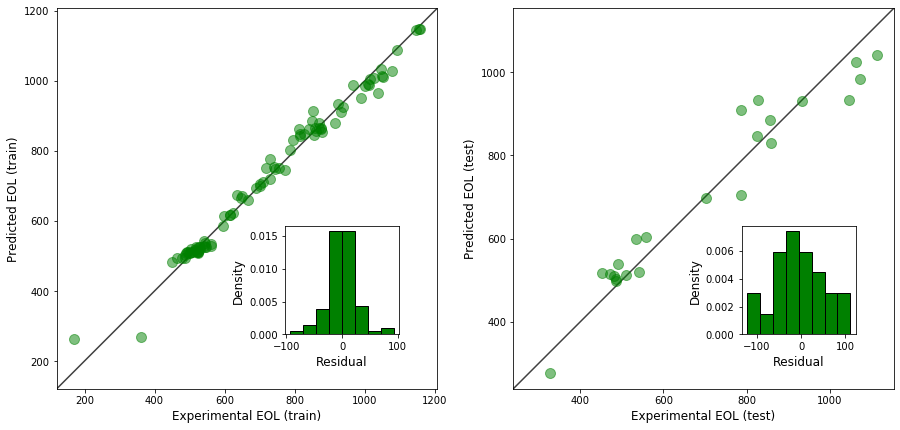 1200
1000
800
600
400
200
Predicted EOL (train)
200 400 600 800 1000 1200
Experimental EOL (train)
0.015
0.010
0.005
0.000
Density
−100 0 100
Residual
1000
800
600
400
Predicted EOL (test)
400 600 800 1000
Experimental EOL (test)
0.006
0.004
0.002
0.000
Density
−100 0 100
Residual